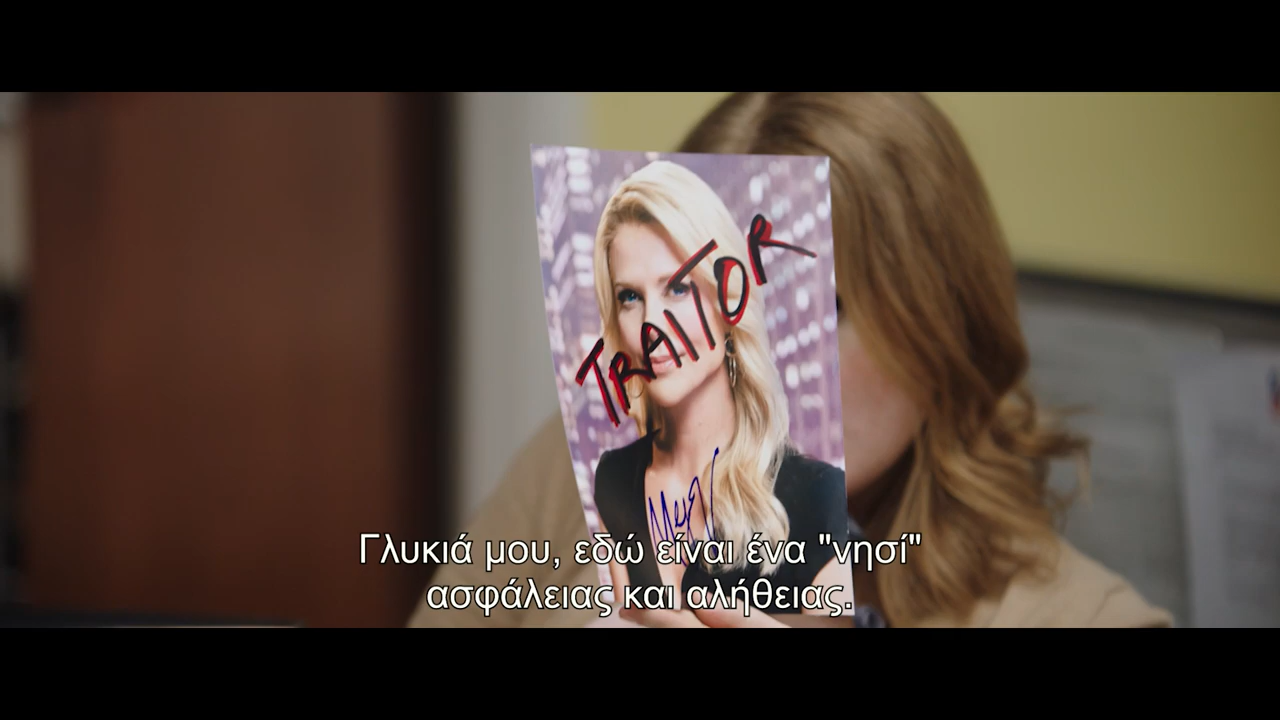 TRAITOR
Γλυκιά μου, εδώ είναι ένα "νησί"
ασφάλειας και αλήθειας.